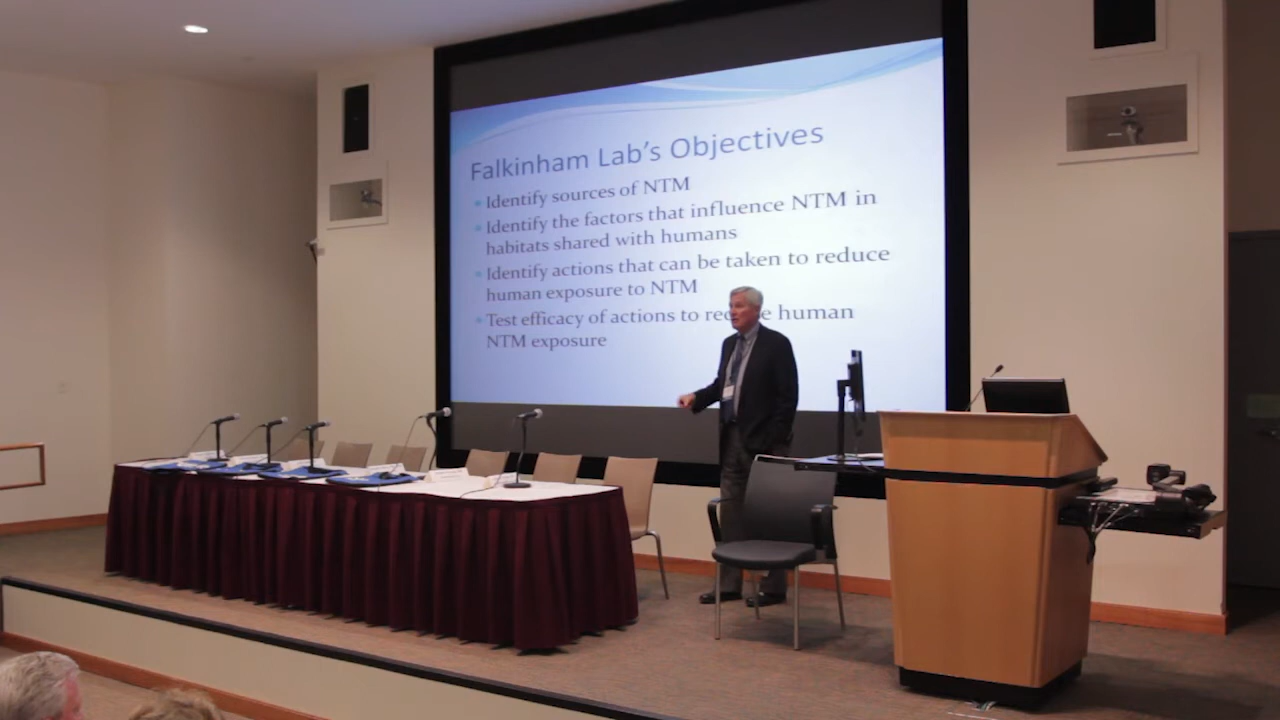 Falkinham Lab's Objectives
Identify sources of NTM
Identify the factors that influence NTM in
habitats shared with humans
Identify actions that can be taken to reduce
human exposure to NTM
Test efficacy of actions to human
NTM exposure